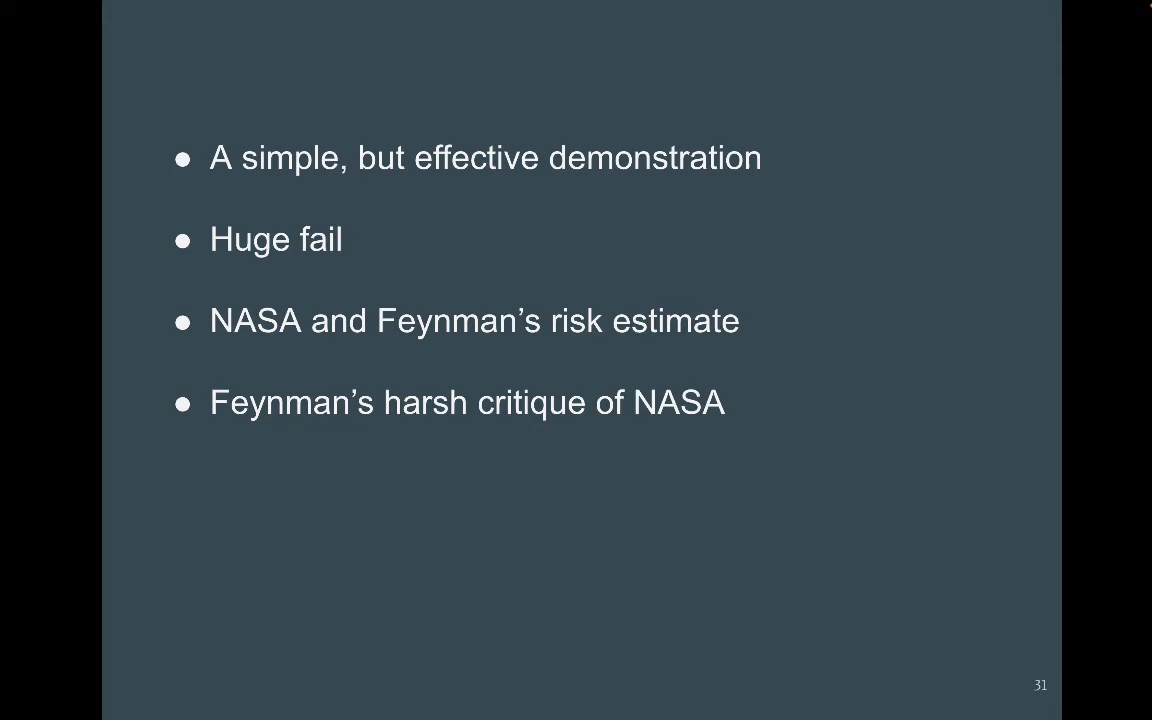 ● A simple, but effective demonstration
● Huge fail
● NASA and Feynman’s risk estimate
● Feynman’s harsh critique of NASA
31